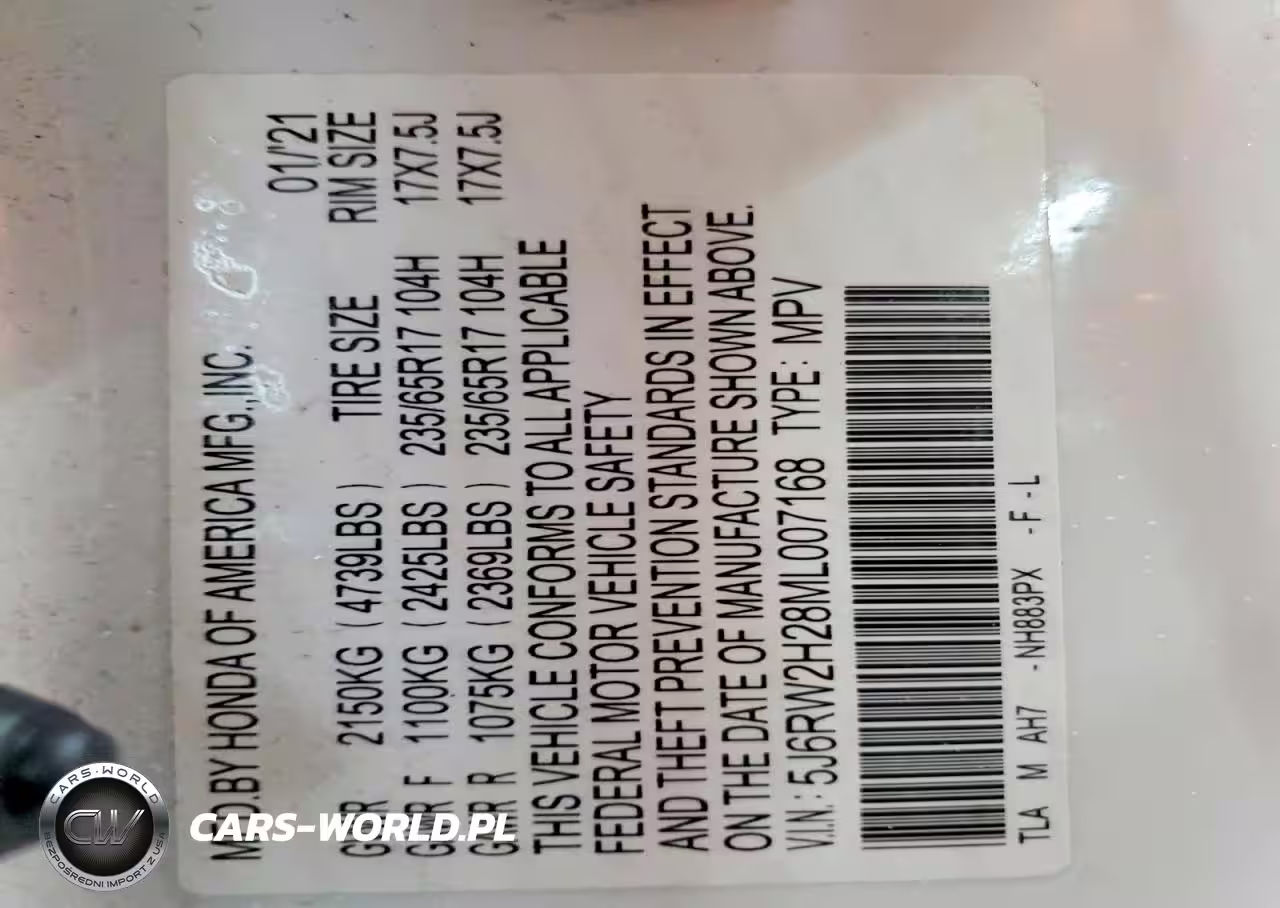 MFD.BY HONDA OF AMERICA MFG.,INC.
01/'21
TIRE SIZE RIM SIZE
GVWR 2150KG ( 4739LBS ) 
GAWR F 1100KG ( 2425LBS ) 235/65R17 104H 17X7.5J
GAWR R 1075KG ( 2369LBS ) 235/65R17 104H 17X7.5J
THIS VEHICLE CONFORMS TO ALL APPLICABLE
FEDERAL MOTOR VEHICLE SAFETY
AND THEFT PREVENTION STANDARDS IN EFFECT
ON THE DATE OF MANUFACTURE SHOWN ABOVE.
V.I.N.: 5J6RW2H28ML007168 TYPE: MPV
TLA M AH7 -NH883PX -F-L
CARS-WORLD
CW
BEZPOŚREDNI IMPORT Z USA
CARS-WORLD.PL